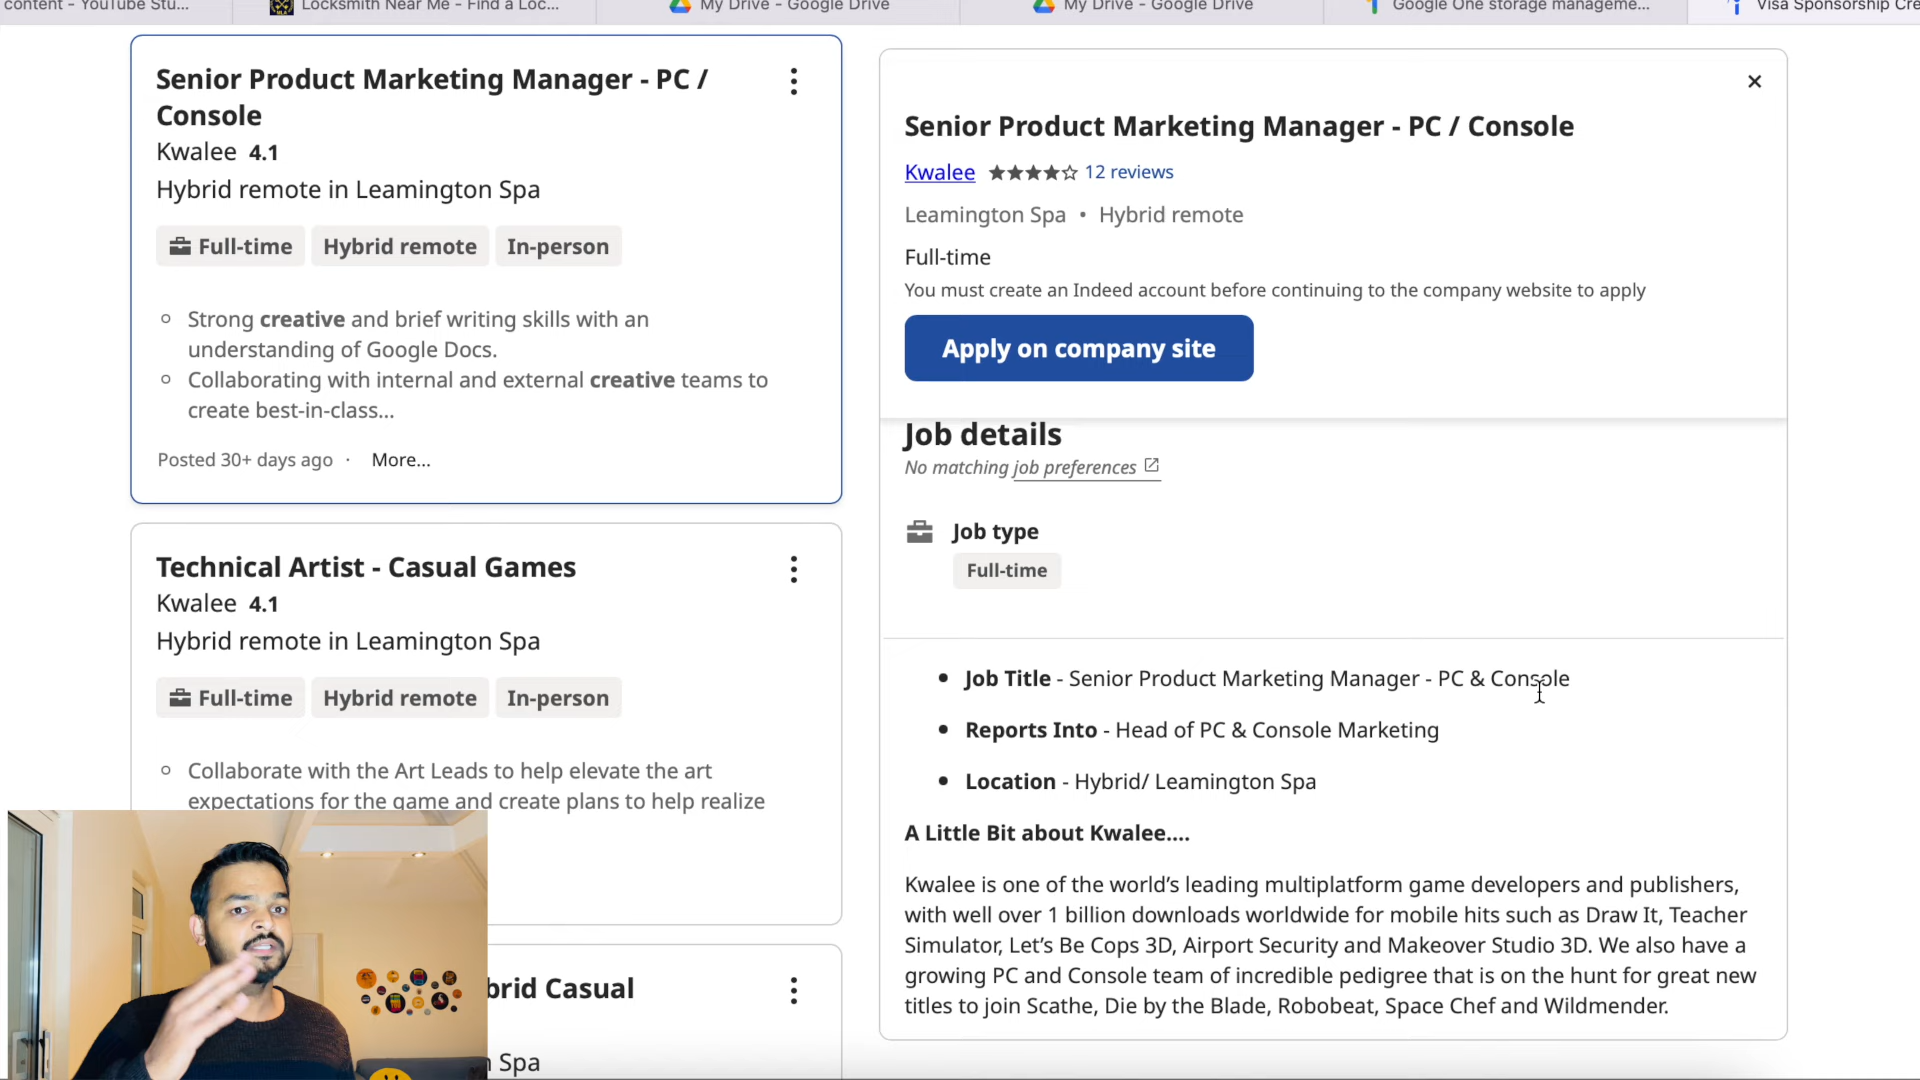 content - YouTube Stu...
Locksmith Near Me - Find a Loc...
My Drive - Google Drive
My Drive - Google Drive
Google One storage manageme...
Visa Sponsorship Cre
Senior Product Marketing Manager - PC /
Console
Kwalee 4.1
Hybrid remote in Leamington Spa
Full-time Hybrid remote In-person
Strong creative and brief writing skills with an
understanding of Google Docs.
Collaborating with internal and external creative teams to
create best-in-class...
Posted 30+ days ago · More...
Technical Artist - Casual Games
Kwalee 4.1
Hybrid remote in Leamington Spa
Full-time Hybrid remote In-person
Collaborate with the Art Leads to help elevate the art
expectations for the game and create plans to help realize
brid Casual
Spa
Senior Product Marketing Manager - PC / Console
Kwalee 12 reviews
Leamington Spa • Hybrid remote
Full-time
You must create an Indeed account before continuing to the company website to apply
Apply on company site
Job details
No matching job preferences
Job type
Full-time
• Job Title - Senior Product Marketing Manager - PC & Console
• Reports Into - Head of PC & Console Marketing
• Location - Hybrid/ Leamington Spa
A Little Bit about Kwalee....
Kwalee is one of the world's leading multiplatform game developers and publishers,
with well over 1 billion downloads worldwide for mobile hits such as Draw It, Teacher
Simulator, Let's Be Cops 3D, Airport Security and Makeover Studio 3D. We also have a
growing PC and Console team of incredible pedigree that is on the hunt for great new
titles to join Scathe, Die by the Blade, Robobeat, Space Chef and Wildmender.